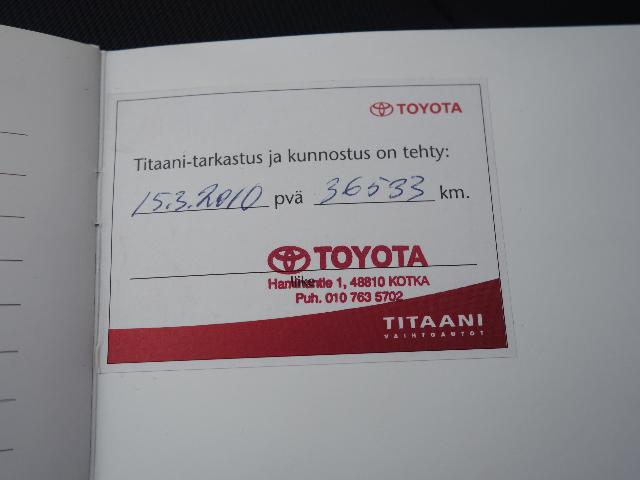 TOYOTA
Titaani-tarkastus ja kunnostus on tehty:
15.3.2010 pvä 36533 km.
TOYOTA
liike
1, 48810 KOTKA
Puh. 010 763 5702
TITAANI
VAIHTOAUTOT